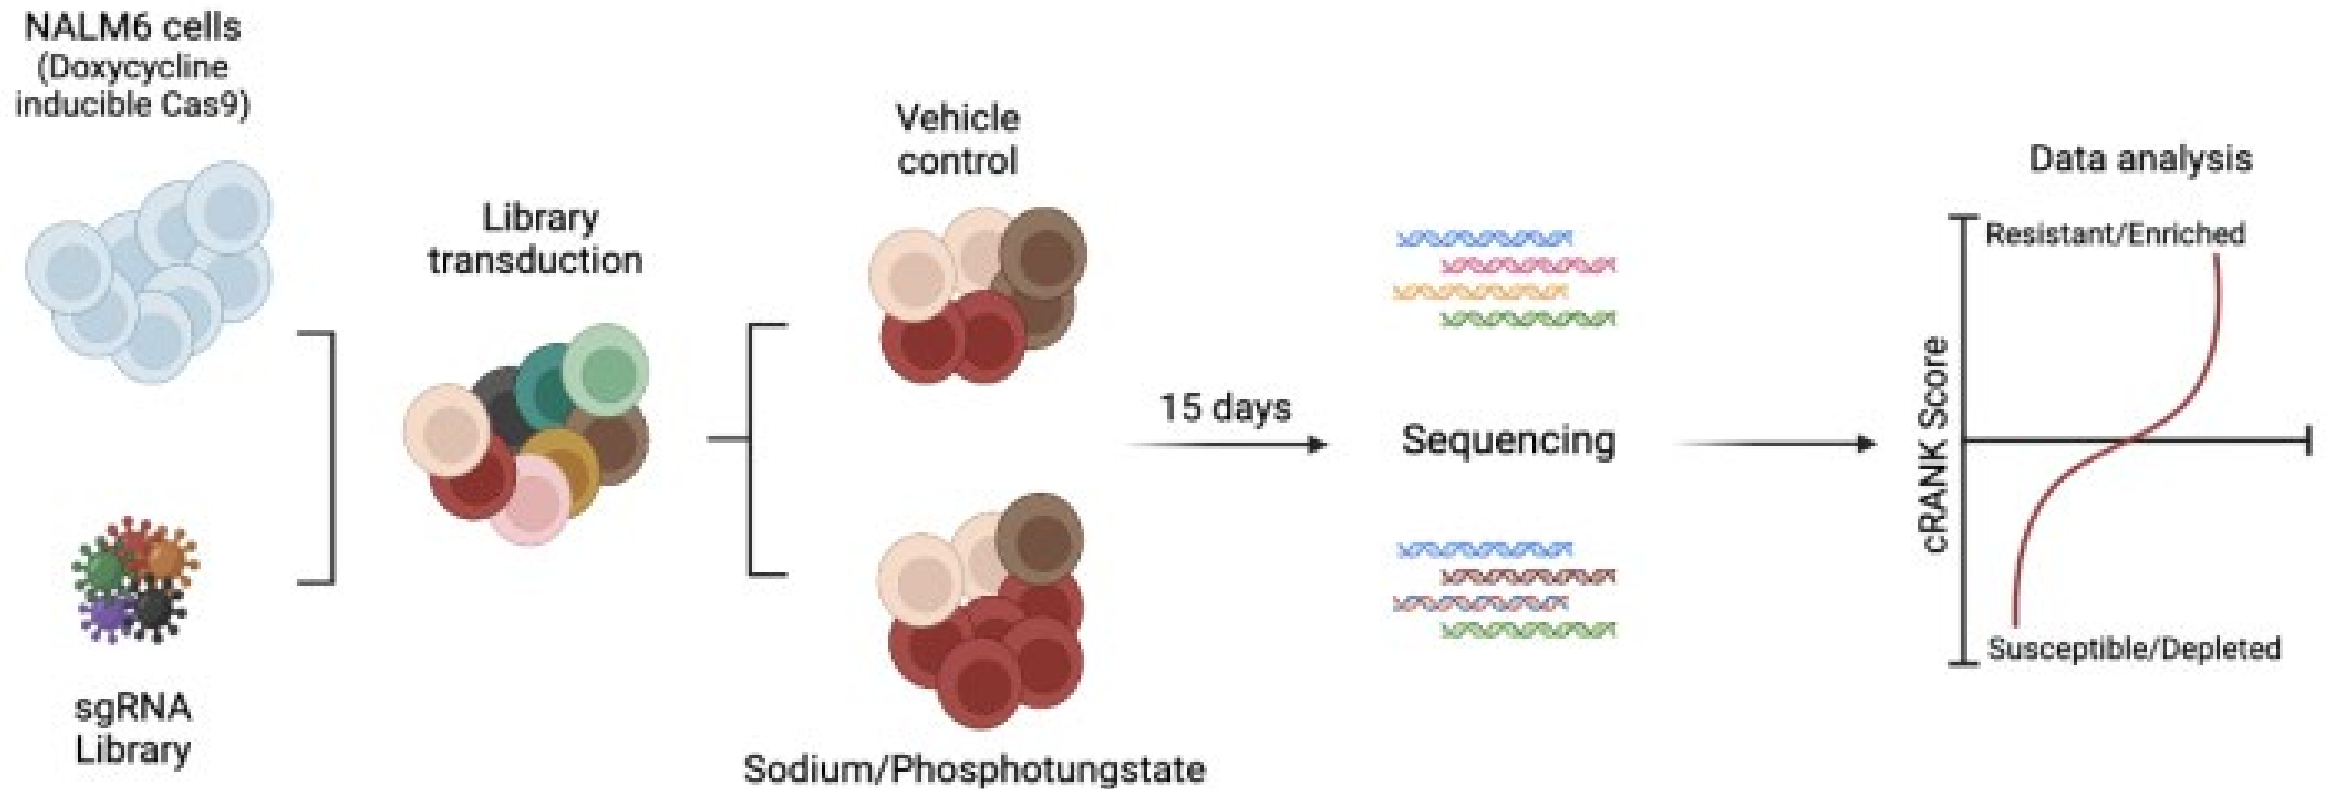 NALM6 cells
(Doxycycline
inducible Cas9)
sgRNA
Library
Library
transduction
Vehicle
control
Sodium/Phosphotungstate
15 days
Sequencing
Data analysis
Resistant/Enriched
cRANK Score
Susceptible/Depleted